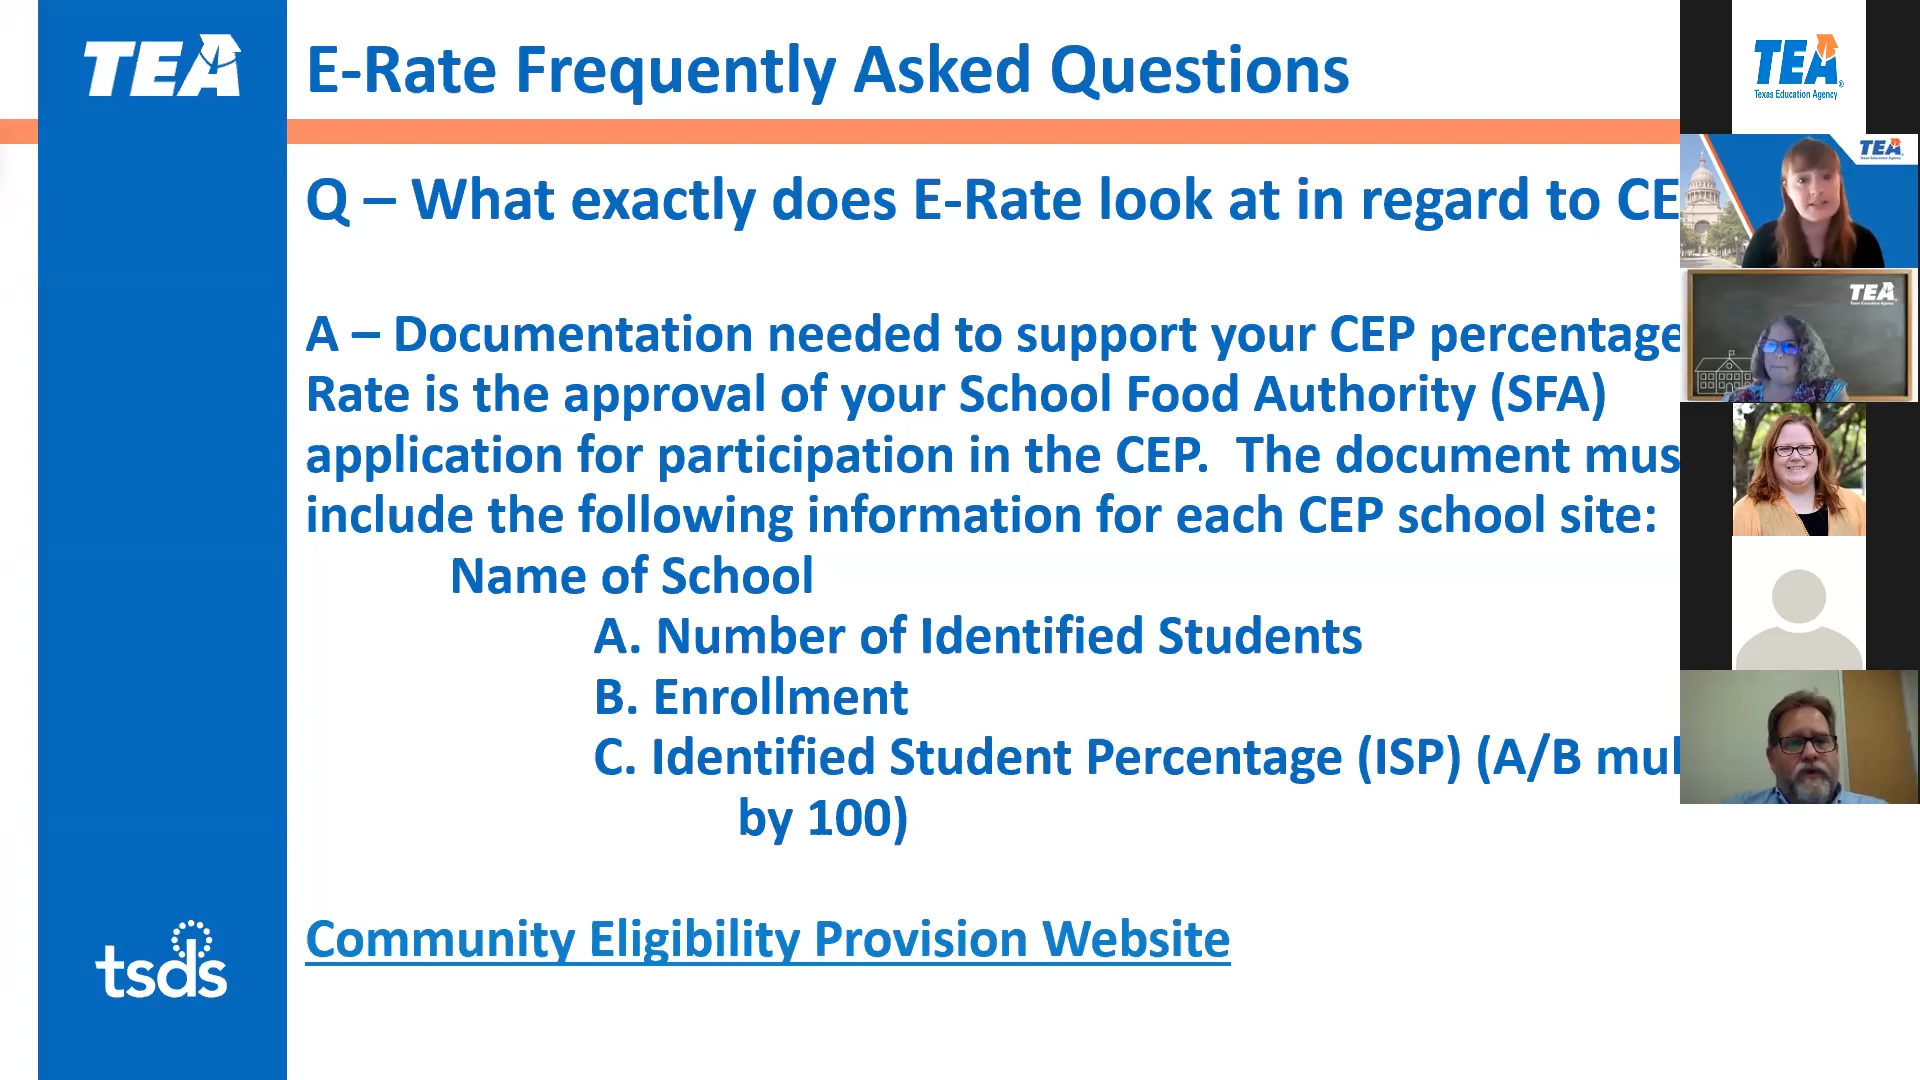 TEA
E-Rate Frequently Asked Questions
TEA
Texas Education Agency
TEA
Q – What exactly does E-Rate look at in regard to CE
TEA
A – Documentation needed to support your CEP percentage
Rate is the approval of your School Food Authority (SFA)
application for participation in the CEP. The document mus
include the following information for each CEP school site:
Name of School
A. Number of Identified Students
B. Enrollment
C. Identified Student Percentage (ISP) (A/B mul
by 100)
Community Eligibility Provision Website
tsds